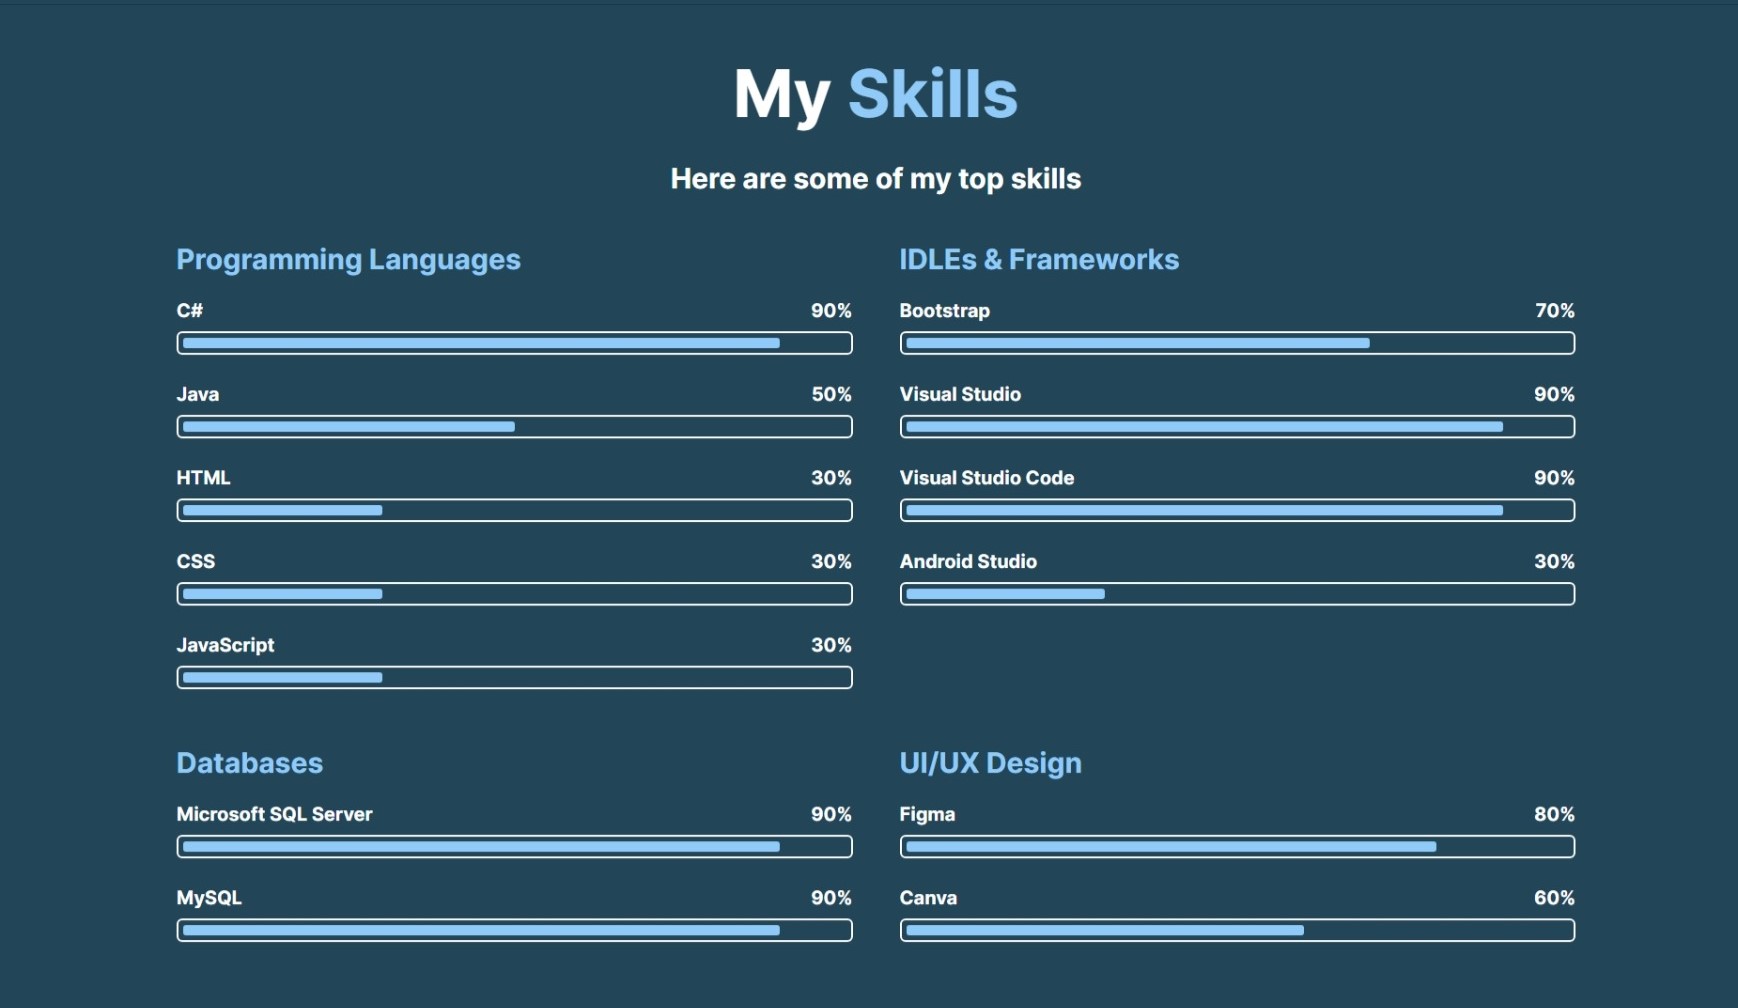 My Skills
Here are some of my top skills
Programming Languages
C# 90%
Java 50%
HTML 30%
CSS 30%
JavaScript 30%
IDLEs & Frameworks
Bootstrap 70%
Visual Studio 90%
Visual Studio Code 90%
Android Studio 30%
Databases
Microsoft SQL Server 90%
MySQL 90%
UI/UX Design
Figma 80%
Canva 60%